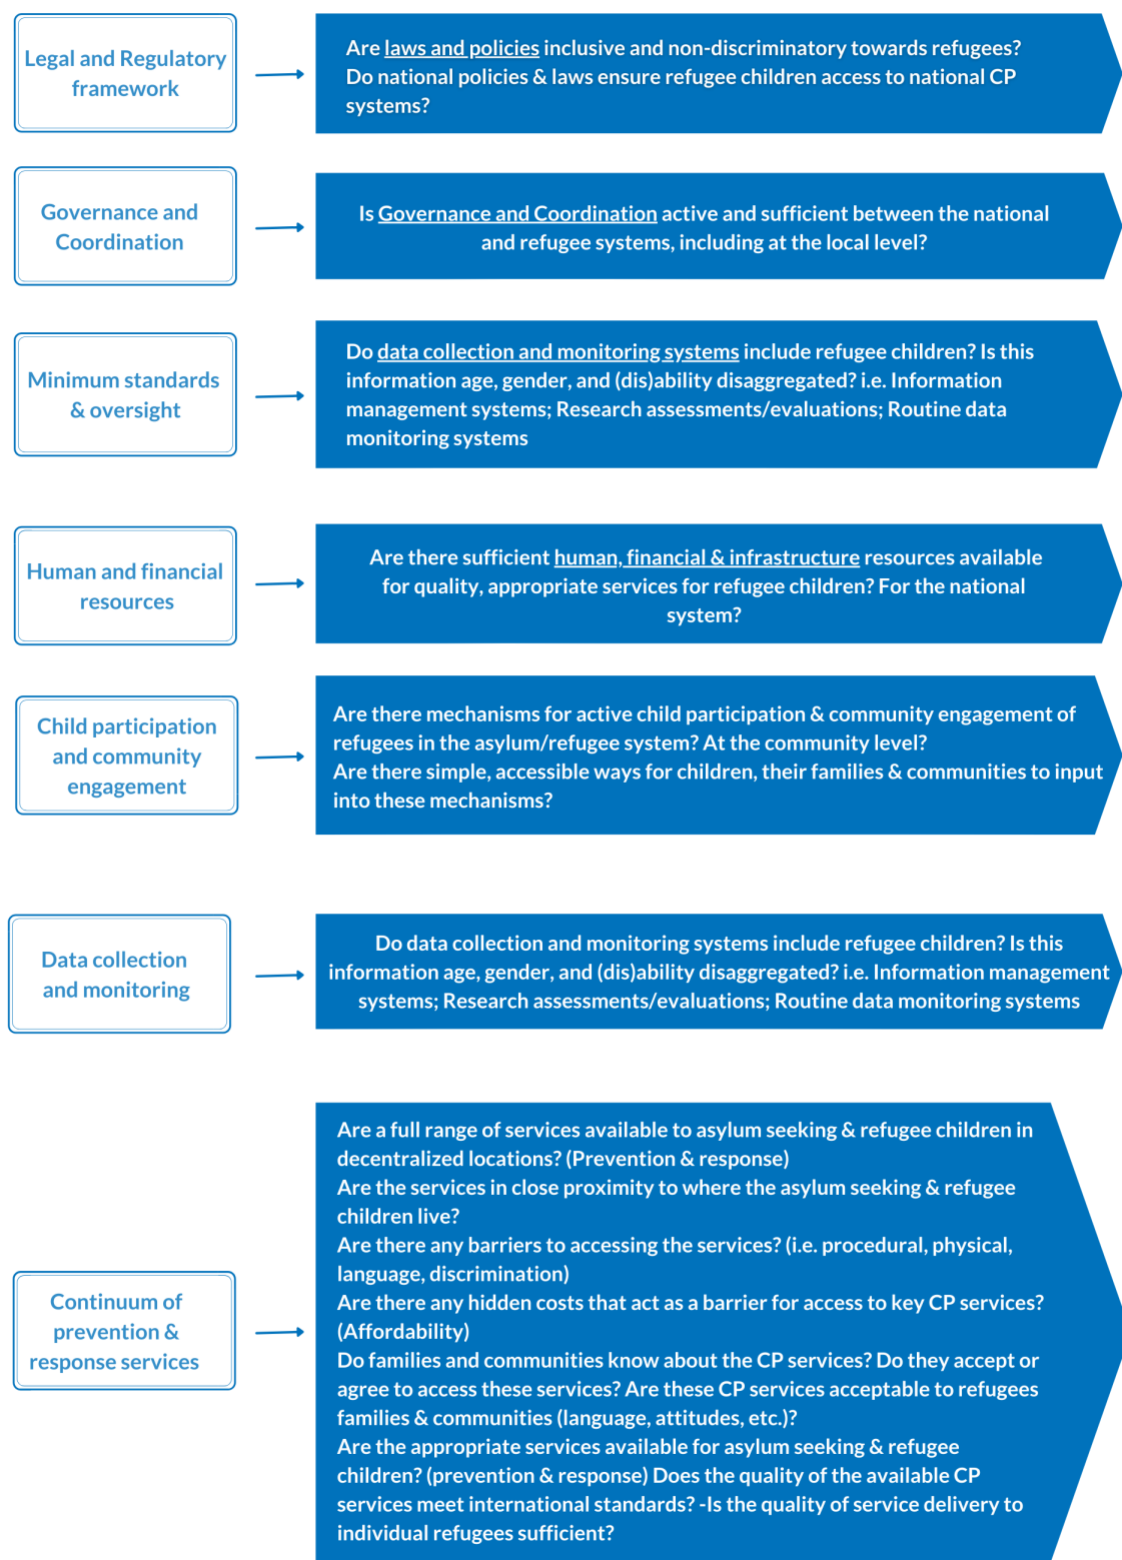 Legal and Regulatory
framework
Are laws and policies inclusive and non-discriminatory towards refugees?
Do national policies & laws ensure refugee children access to national CP
systems?
Governance and
Coordination
Is Governance and Coordination active and sufficient between the national
and refugee systems, including at the local level?
Minimum standards
& oversight
Do data collection and monitoring systems include refugee children? Is this
information age, gender, and (dis)ability disaggregated? i.e. Information
management systems; Research assessments/evaluations; Routine data
monitoring systems
Human and financial
resources
Are there sufficient human, financial & infrastructure resources available
for quality, appropriate services for refugee children? For the national
system?
Child participation
and community
engagement
Are there mechanisms for active child participation & community engagement of
refugees in the asylum/refugee system? At the community level?
Are there simple, accessible ways for children, their families & communities to input
into these mechanisms?
Data collection
and monitoring
Do data collection and monitoring systems include refugee children? Is this
information age, gender, and (dis)ability disaggregated? i.e. Information management
systems; Research assessments/evaluations; Routine data monitoring systems
Continuum of
prevention &
response services
Are a full range of services available to asylum seeking & refugee children in
decentralized locations? (Prevention & response)
Are the services in close proximity to where the asylum seeking & refugee
children live?
Are there any barriers to accessing the services? (i.e. procedural, physical,
language, discrimination)
Are there any hidden costs that act as a barrier for access to key CP services?
(Affordability)
Do families and communities know about the CP services? Do they accept or
agree to access these services? Are these CP services acceptable to refugees
families & communities (language, attitudes, etc.)?
Are the appropriate services available for asylum seeking & refugee
children? (prevention & response) Does the quality of the available CP
services meet international standards? -Is the quality of service delivery to
individual refugees sufficient?